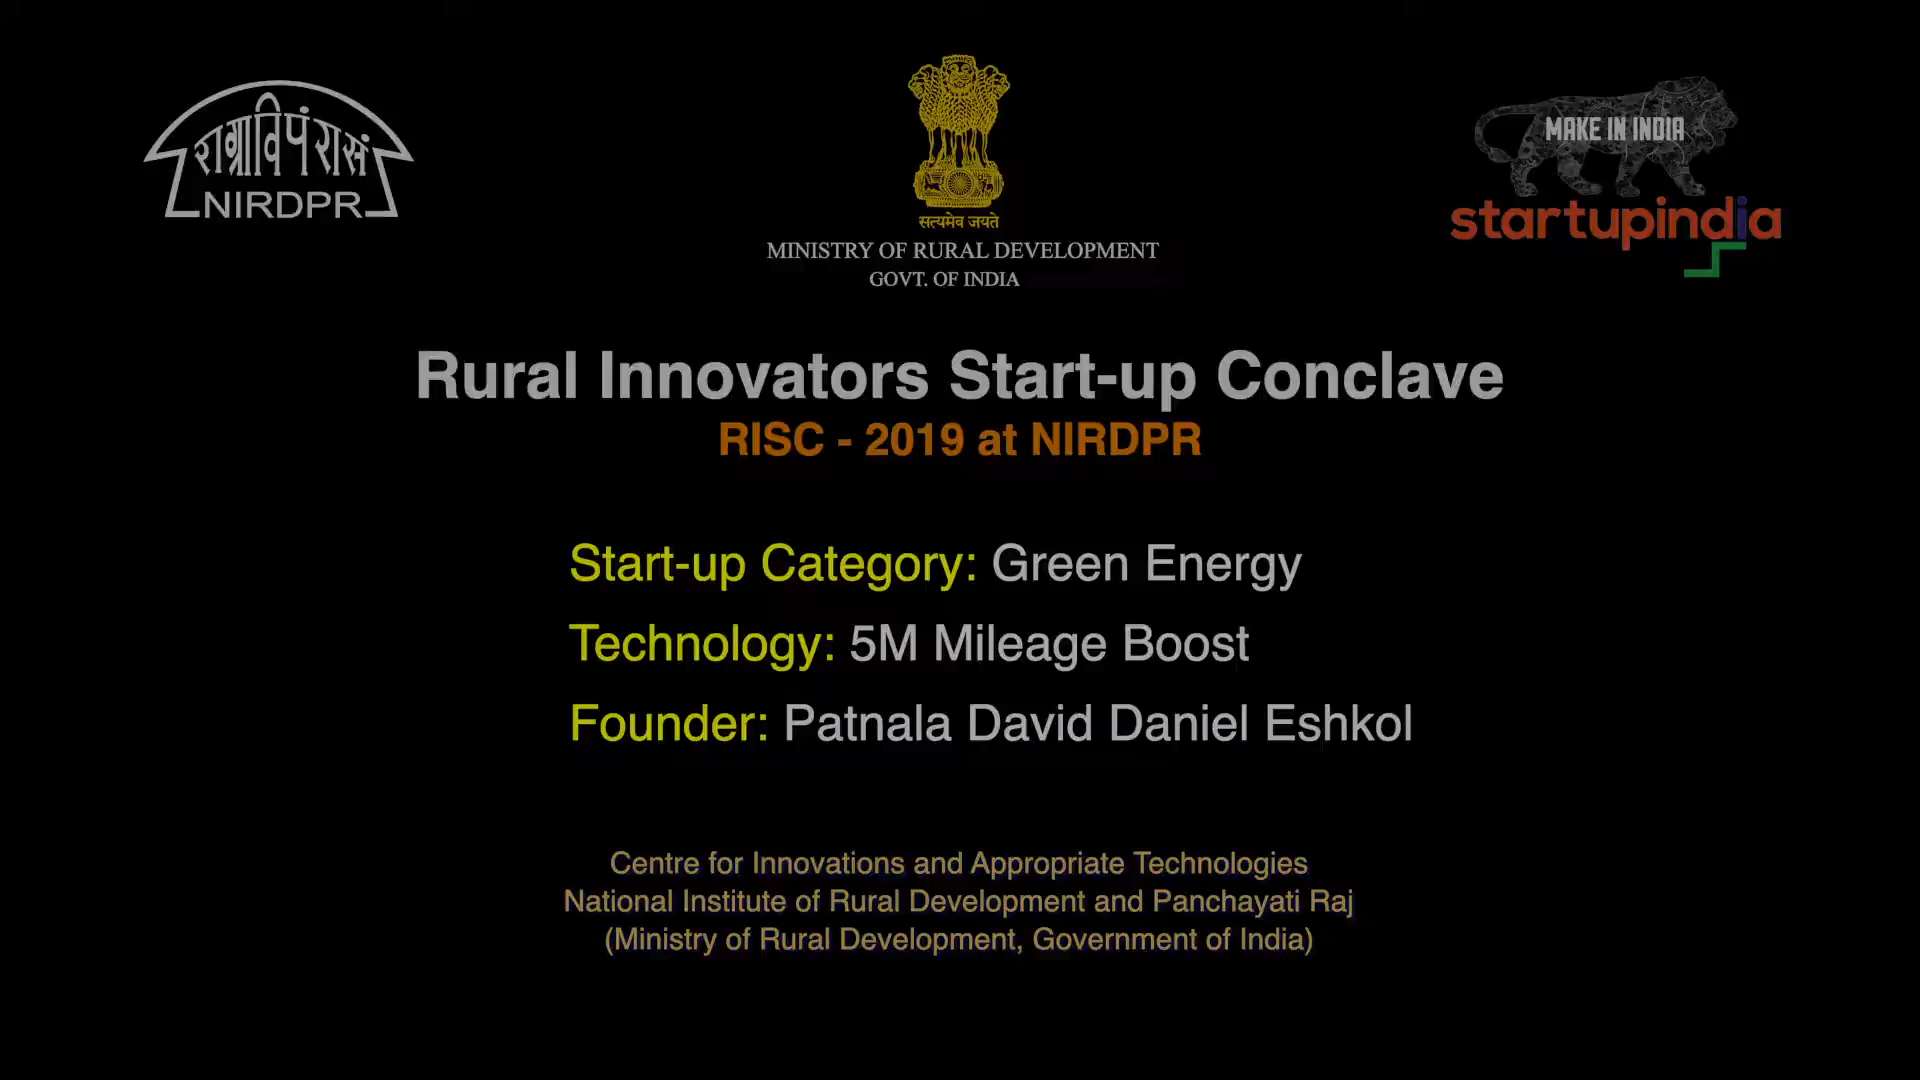 राग्राविपंरासं
NIRDPR
सत्यमेव जयते
MINISTRY OF RURAL DEVELOPMENT
GOVT. OF INDIA
MAKE IN INDIA
startupindia
Rural Innovators Start-up Conclave
RISC - 2019 at NIRDPR
Start-up Category: Green Energy
Technology: 5M Mileage Boost
Founder: Patnala David Daniel Eshkol
Centre for Innovations and Appropriate Technologies
National Institute of Rural Development and Panchayati Raj
(Ministry of Rural Development, Government of India)